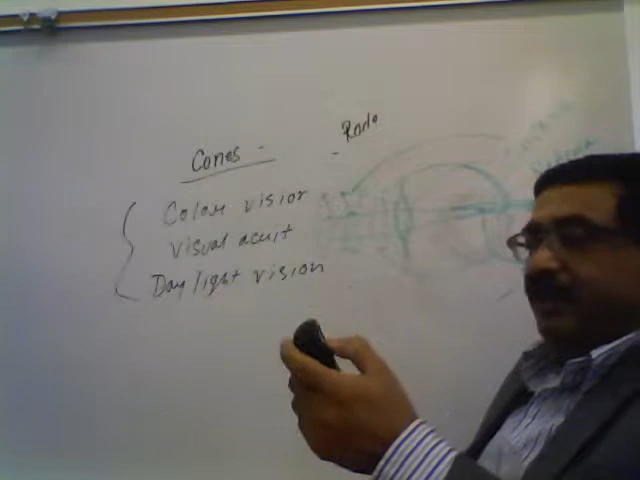 Cones -
- Rods
Colour vision
Visual acuit
Day light vision